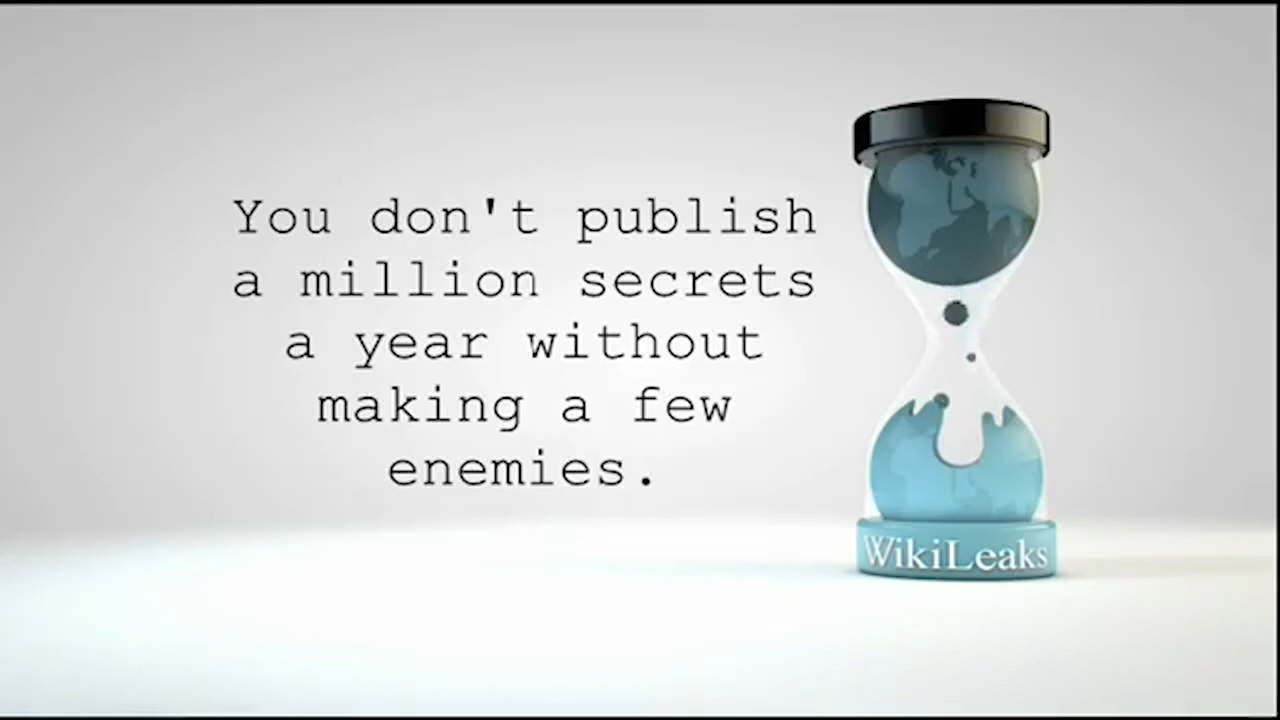 You don't publish
a million secrets
a year without
making a few
enemies.
WikiLeaks